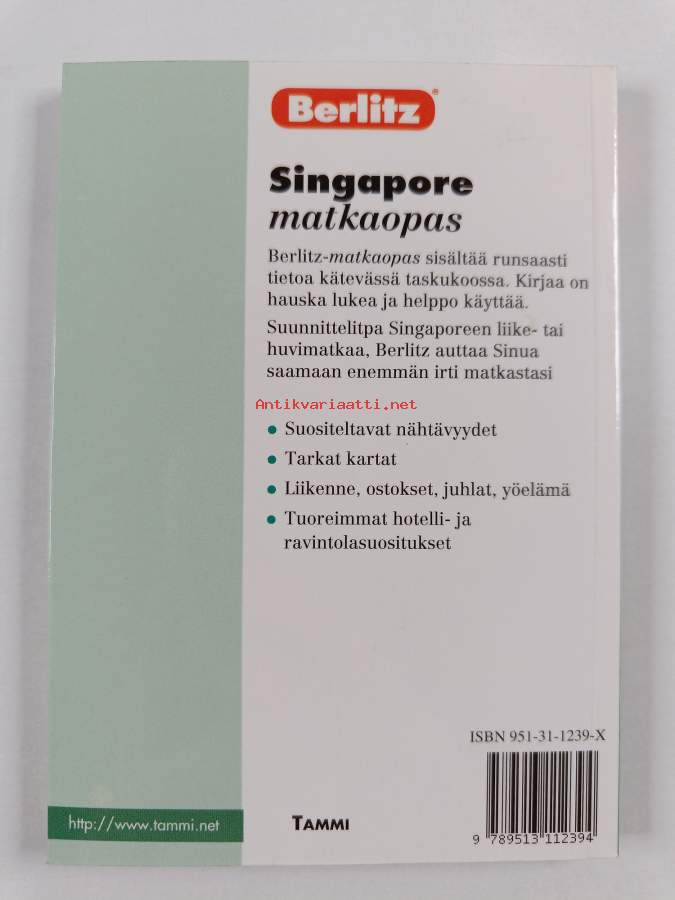 Berlitz®
Singapore
matkaopas
Berlitz-matkaopas sisältää runsaasti
tietoa kätevässä taskukoossa. Kirjaa on
hauska lukea ja helppo käyttää.
Suunnittelitpa Singaporeen liike- tai
huvimatkaa, Berlitz auttaa Sinua
saamaan enemmän irti matkastasi
Antikvariaatti.net
• Suositeltavat nähtävyydet
• Tarkat kartat
• Liikenne, ostokset, juhlat, yöelämä
• Tuoreimmat hotelli- ja
ravintolasuositukset
ISBN 951-31-1239-X
9 789513 112394
http://www.tammi.net
TAMMI